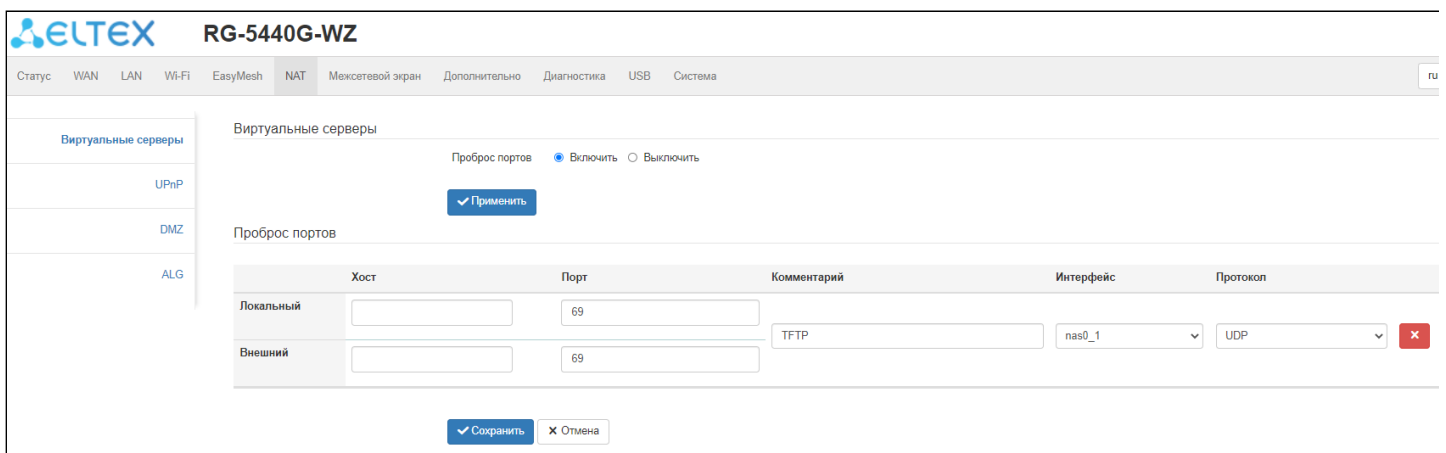 ELTEX RG-5440G-WZ
Статус WAN LAN Wi-Fi EasyMesh NAT Межсетевой экран Дополнительно Диагностика USB Система ru
Виртуальные серверы
UPnP
DMZ
ALG
Виртуальные серверы
Проброс портов Включить Выключить
Применить
Проброс портов
Хост Порт Комментарий Интерфейс Протокол
Локальный 69
TFTP nas0_1 UDP
Внешний 69
Сохранить Отмена